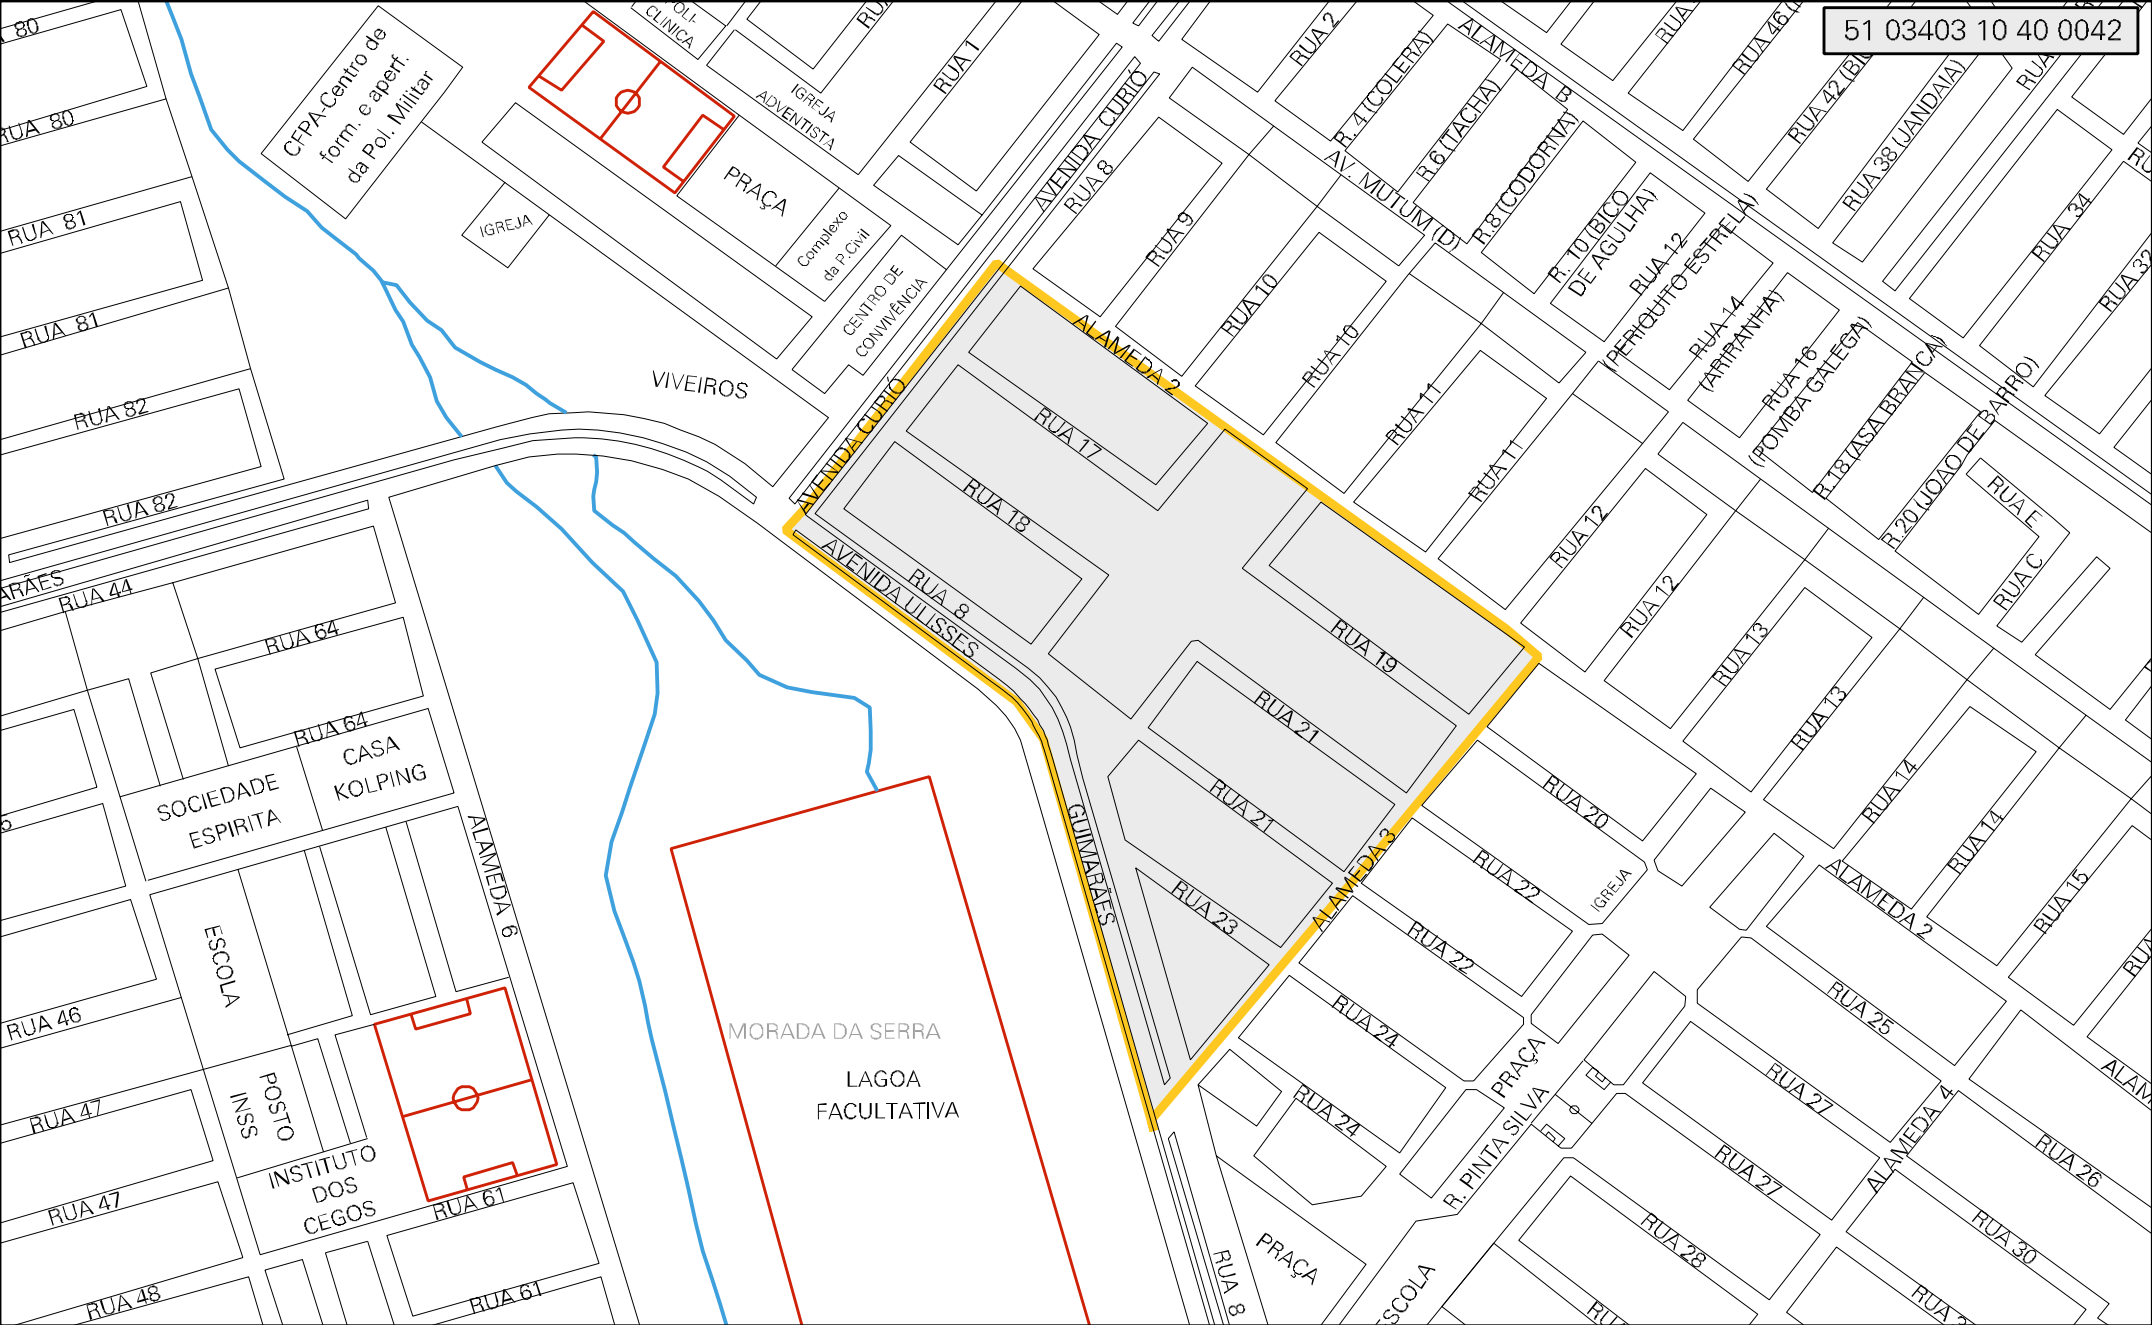 51 03403 10 40 0042
80
RUA 80
RUA 81
RUA 81
RUA 82
RUA 82
CFPA-Centro de
form. e aperf.
da Pol. Militar
IGREJA
CLINICA
IGREJA
ADVENTISTA
PRAÇA
Complexo
da P.Civil
CENTRO DE
CONVIVÊNCIA
VIVEIROS
RUA 1
AVENIDA CURIÓ
RUA 8
RUA 9
RUA 10
RUA 10
RUA 11
RUA 11
RUA 12
RUA 12
RUA 13
RUA 13
RUA 14
RUA 14
RUA 15
RUA 2
R. 4 (COLERA)
R.6 (TACHA)
R.8 (CODORNA)
R. 10 (BICO
DE AGULHA)
RUA 12
(PERIQUITO ESTRELA)
RUA 14
(ARIRANHA)
RUA 16
(POMBA GALEGA)
R.18 (ASA BRANCA)
R.20 (JOAO DE BARRO)
ALAMEDA B
AV. MUTUM (D)
RUA 38 (JANDAIA)
RUA 34
RUA 32
RUA E
RUA C
ALAMEDA 2
AVENIDA CURIÓ
RUA 17
RUA 18
RUA 8
AVENIDA ULISSES
GUIMARÃES
RUA 19
RUA 21
RUA 21
RUA 23
ALAMEDA 3
RUA 20
RUA 22
RUA 22
RUA 24
RUA 24
IGREJA
ALAMEDA 2
RUA 25
RUA 27
RUA 27
ALAMEDA 4
RUA 26
RUA 28
RUA 30
PRAÇA
R. PINTA SILVA
PRAÇA
RUA 8
RUA 44
RUA 64
RUA 64
CASA
KOLPING
SOCIEDADE
ESPIRITA
ALAMEDA 6
ESCOLA
RUA 46
POSTO
INSS
RUA 47
RUA 47
INSTITUTO
DOS
CEGOS
RUA 61
RUA 61
RUA 48
MORADA DA SERRA
LAGOA
FACULTATIVA